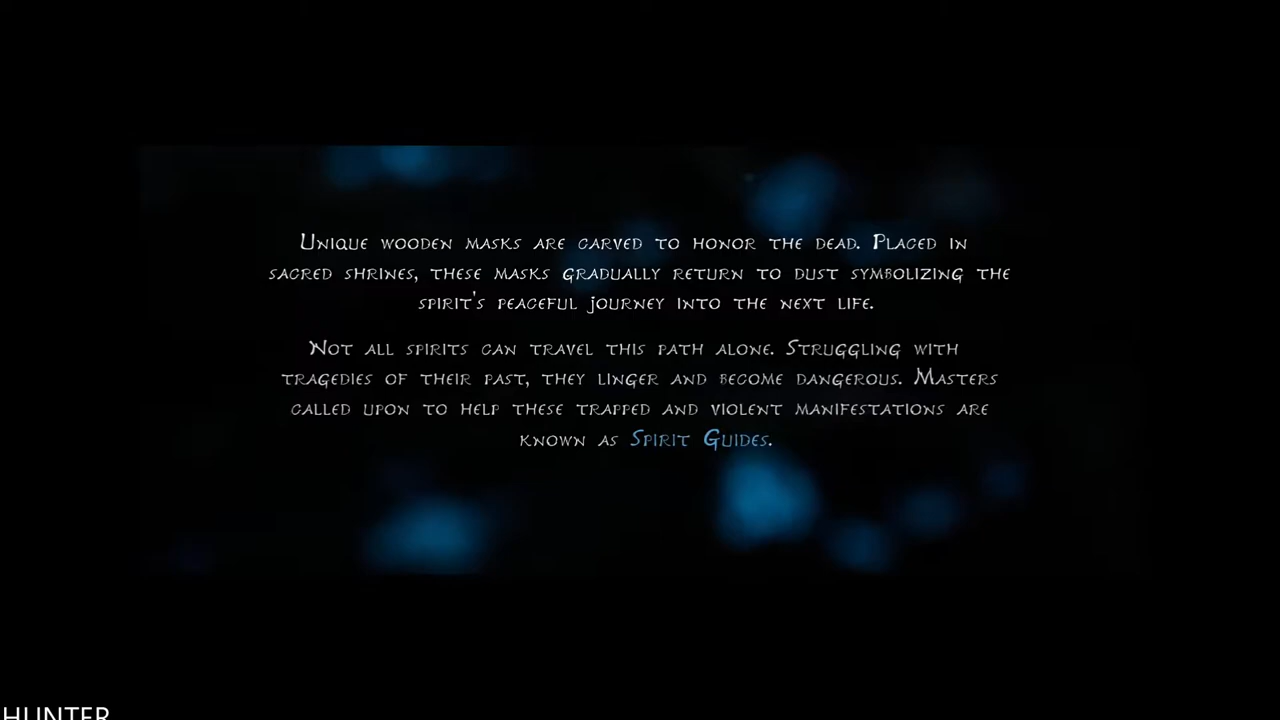 Unique wooden masks are carved to honor the dead. Placed in
sacred shrines, these masks gradually return to dust symbolizing the
spirit's peaceful journey into the next life.
Not all spirits can travel this path alone. Struggling with
tragedies of their past, they linger and become dangerous. Masters
called upon to help these trapped and violent manifestations are
known as Spirit Guides.
HUNTER